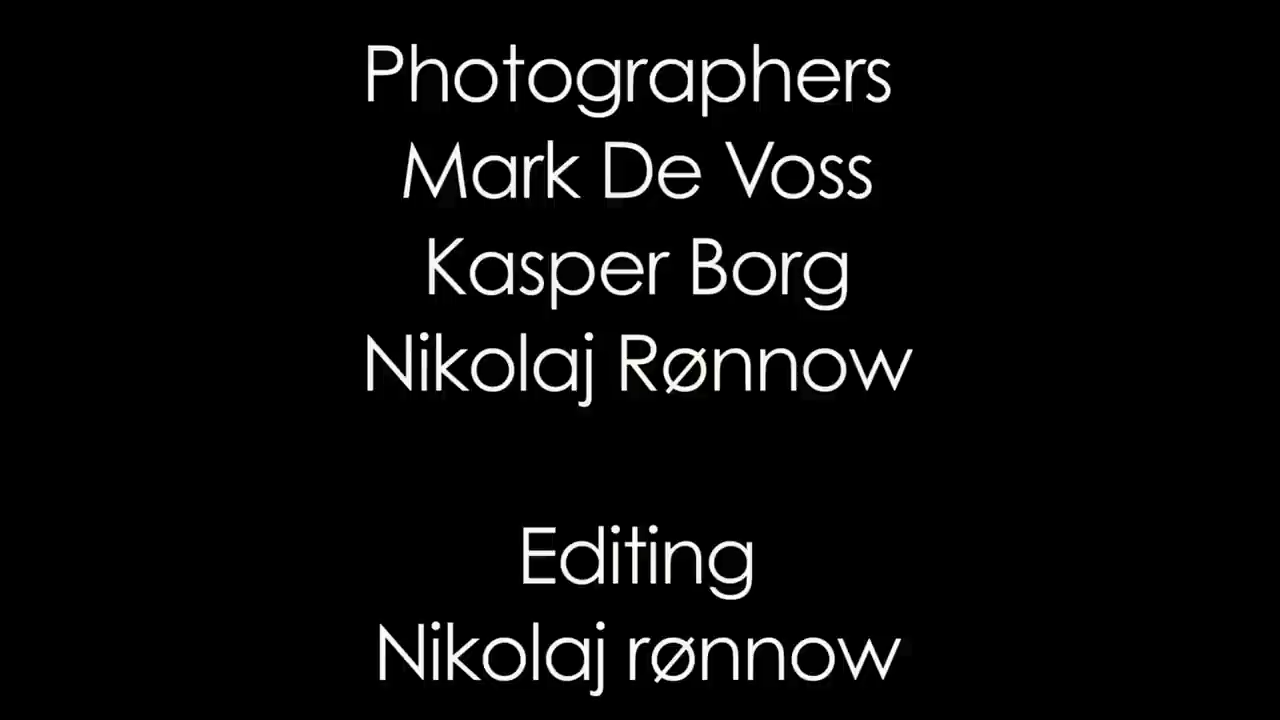 Photographers
Mark De Voss
Kasper Borg
Nikolaj Rønnow
Editing
Nikolaj rønnow